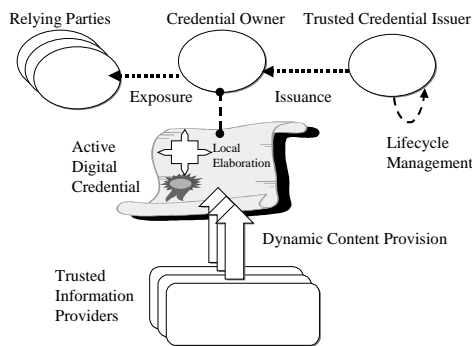 Relying Parties
Credential Owner
Trusted Credential Issuer
Exposure
Issuance
Lifecycle
Management
Active
Digital
Credential
Local
Elaboration
Dynamic Content Provision
Trusted
Information
Providers